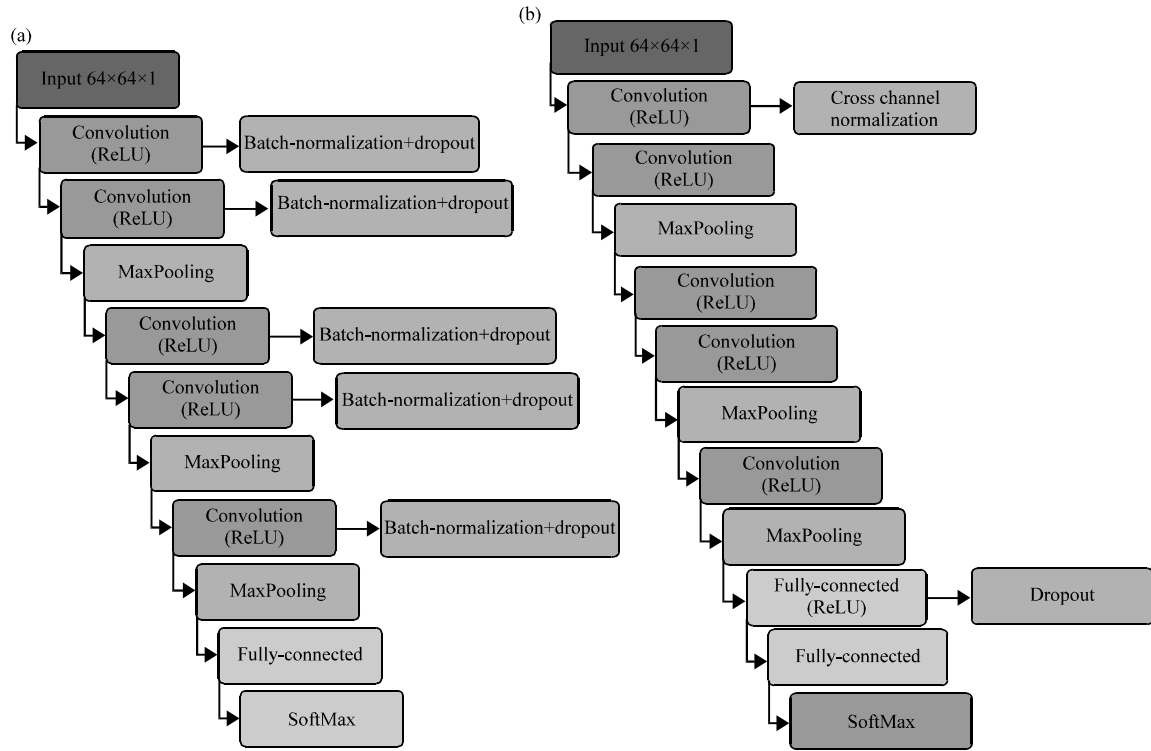 (a)
Input 64×64×1
Convolution
(ReLU)
Batch-normalization+dropout
Convolution
(ReLU)
Batch-normalization+dropout
MaxPooling
Convolution
(ReLU)
Batch-normalization+dropout
Convolution
(ReLU)
Batch-normalization+dropout
MaxPooling
Convolution
(ReLU)
Batch-normalization+dropout
MaxPooling
Fully-connected
SoftMax
(b)
Input 64×64×1
Convolution
(ReLU)
Cross channel
normalization
Convolution
(ReLU)
MaxPooling
Convolution
(ReLU)
Convolution
(ReLU)
MaxPooling
Convolution
(ReLU)
MaxPooling
Fully-connected
(ReLU)
Dropout
Fully-connected
SoftMax